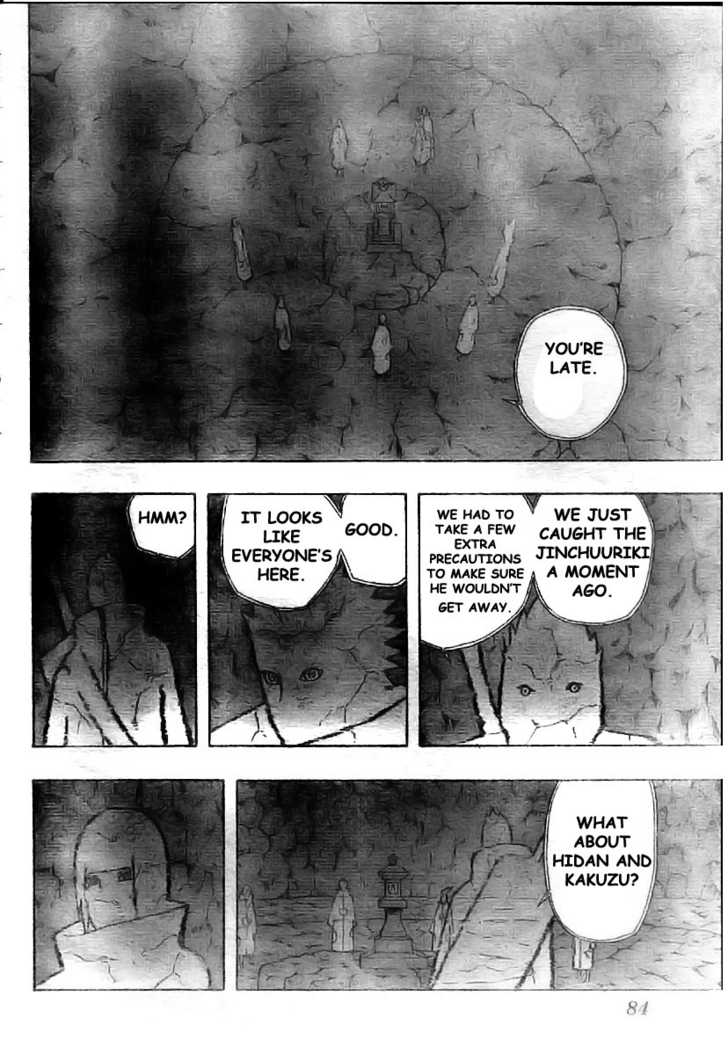 YOU'RE
LATE.
WE JUST
CAUGHT THE
JINCHUURIKI
A MOMENT
AGO.
WE HAD TO
TAKE A FEW
EXTRA
PRECAUTIONS
TO MAKE SURE
HE WOULDN'T
GET AWAY.
GOOD.
IT LOOKS
LIKE
EVERYONE'S
HERE.
HMM?
WHAT
ABOUT
HIDAN AND
KAKUZU?
84